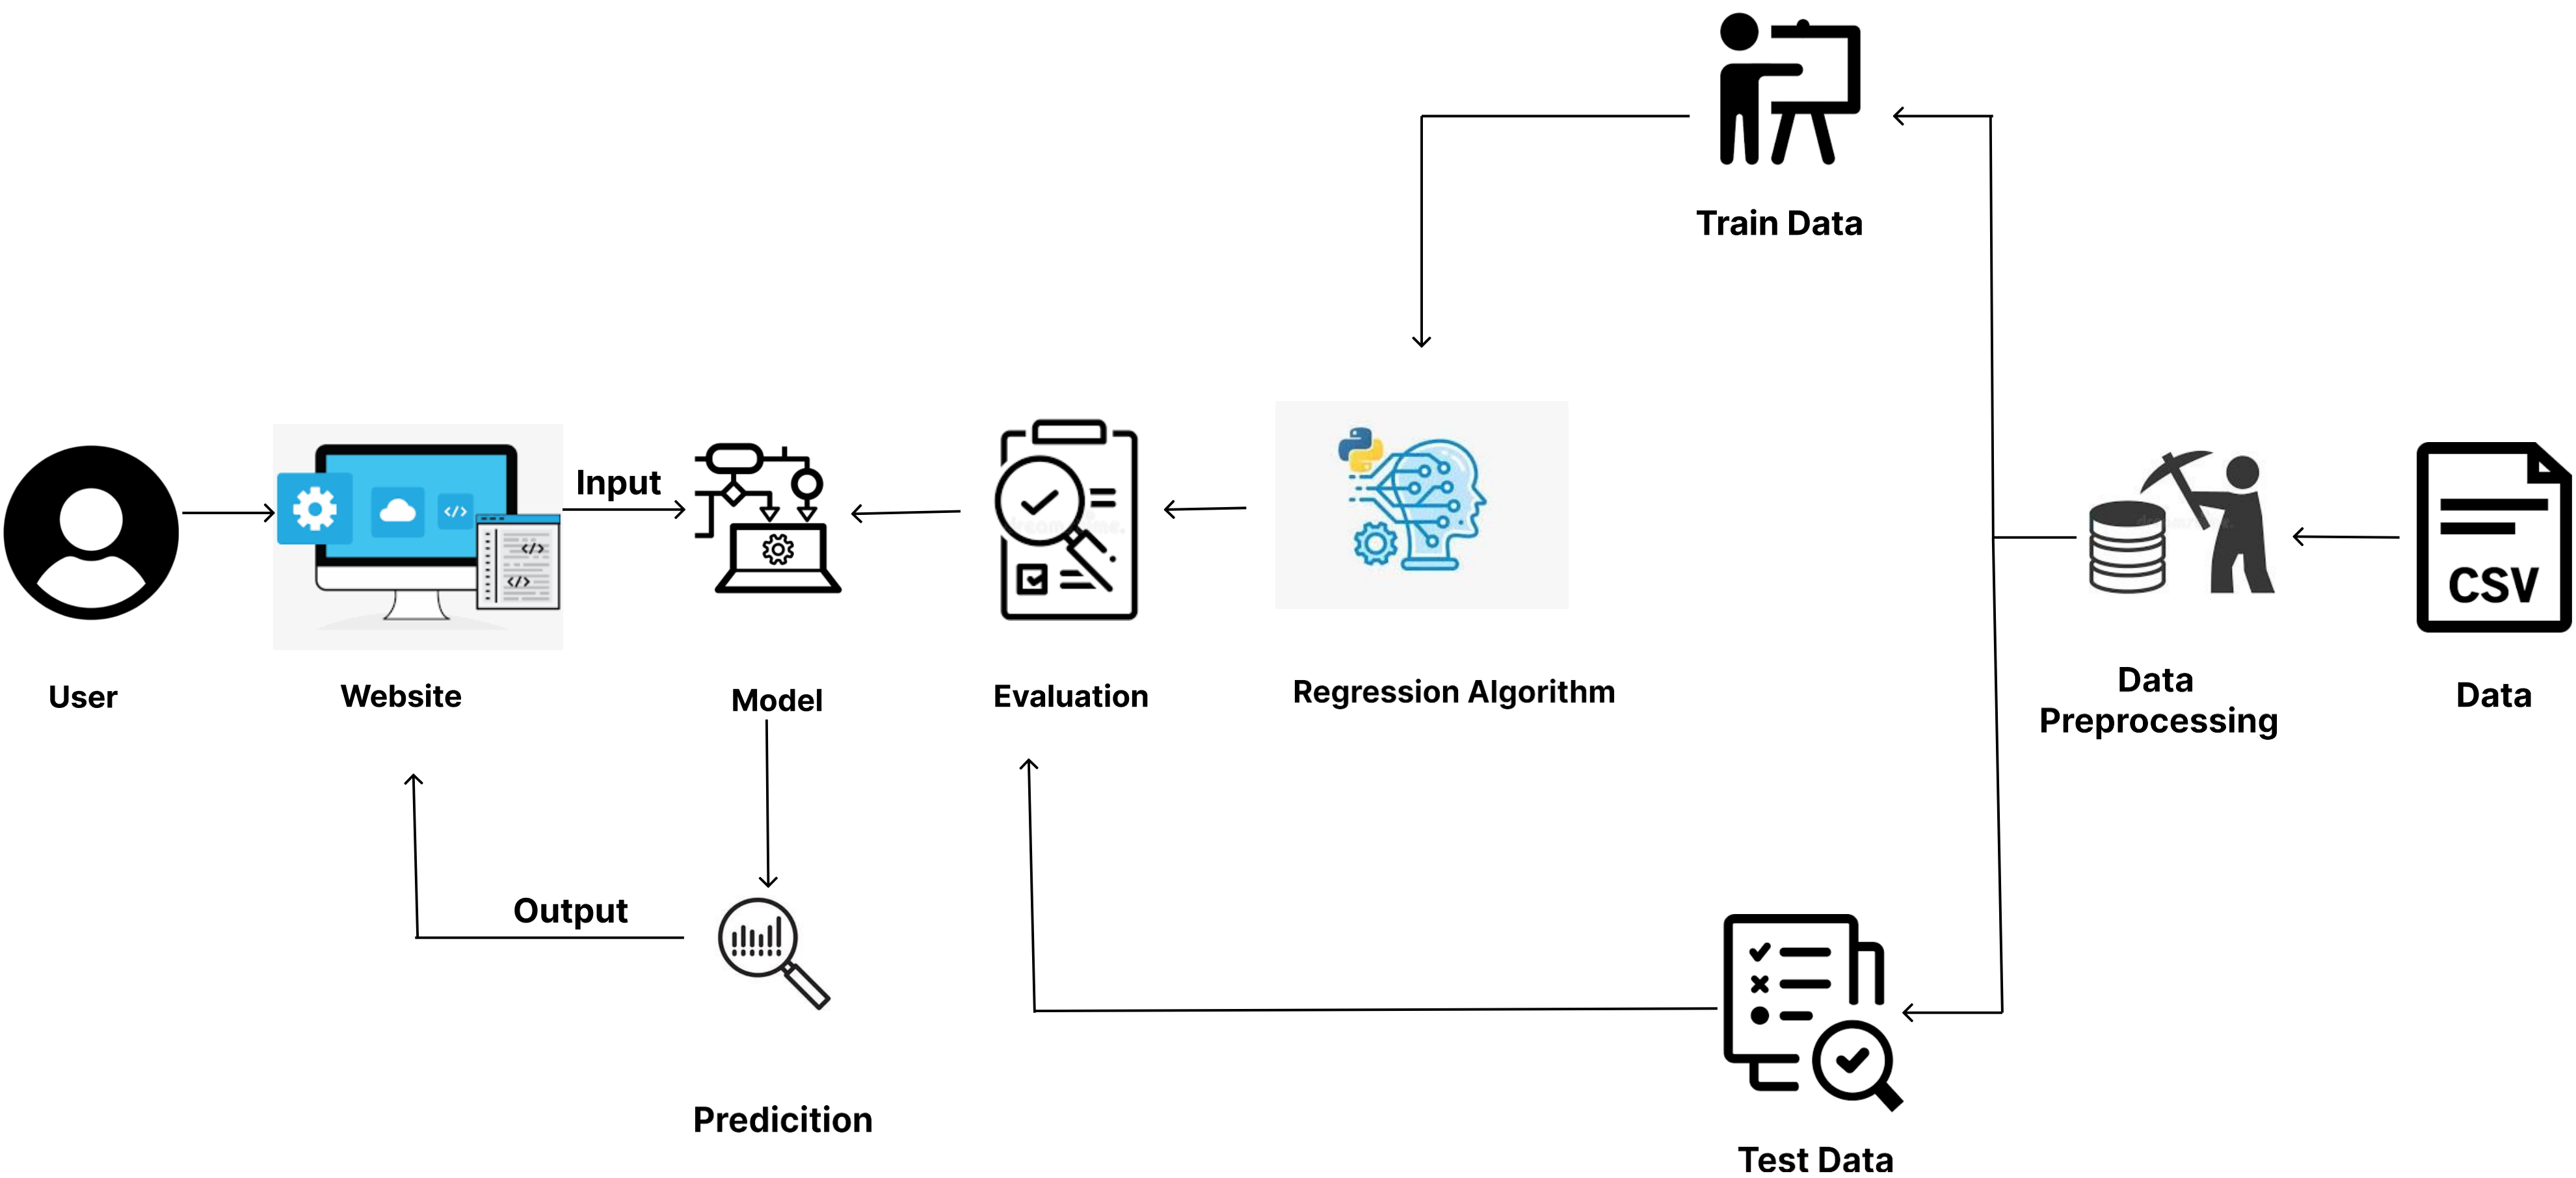 Train Data
Input
</>
</>
</>
CSV
User
Website
Model
Evaluation
Regression Algorithm
Data
Preprocessing
Data
Output
Predicition
Test Data